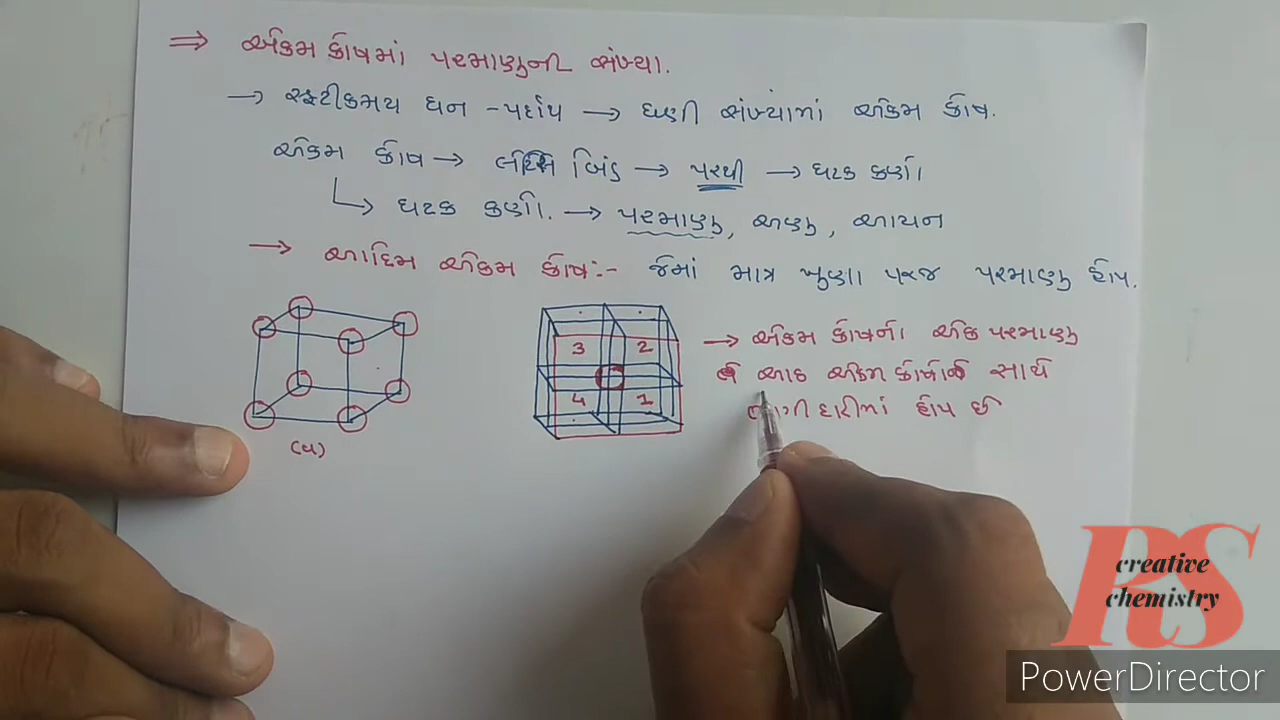 ⇒ એકમ કોષમાં પરમાણુની સંખ્યા.
→ સ્ફટીકમય ઘન - પદાર્થ → ઘણી સંખ્યામાં એકમ કોષ.
એકમ કોષ → લેટિસ બિંદુ → પરથી → ઘટક કણો
↳ ઘટક કણો. → પરમાણુ, અણુ, આયન
→ આદિમ એકમ કોષ:- જેમાં માત્ર ખુણા પરજ પરમાણુ હોય.
3 2
4 1
(a)
→ એકમ કોષનો એક પરમાણુ
આઠ એકમ કોષો સાથે
ભાગીદારીમાં હોય છે
RS
creative
chemistry
PowerDirector